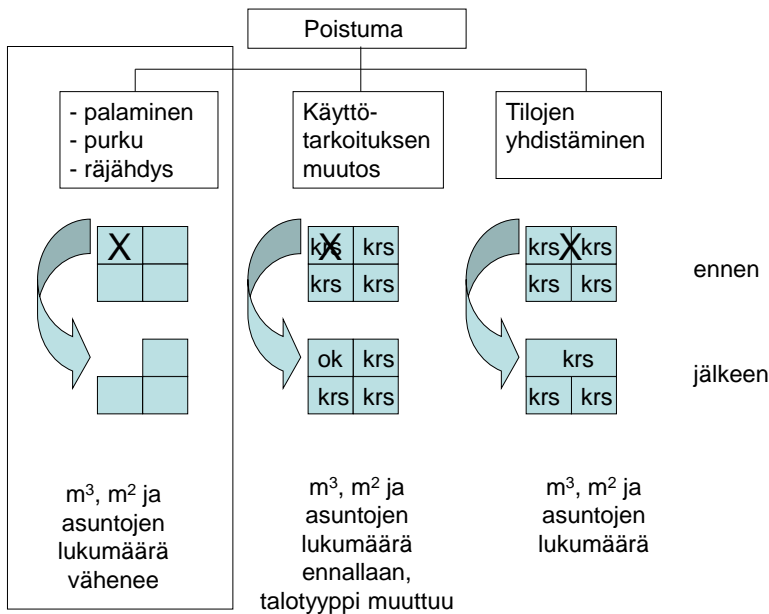 Poistuma
- palaminen
- purku
- räjähdys
Käyttö-
tarkoituksen
muutos
Tilojen
yhdistäminen
X
krs X krs
krs krs
krs X krs
krs krs
ennen
ok krs
krs krs
krs
krs krs
jälkeen
m³, m² ja
asuntojen
lukumäärä
vähenee
m³, m² ja
asuntojen
lukumäärä
ennallaan,
talotyyppi muuttuu
m³, m² ja
asuntojen
lukumäärä